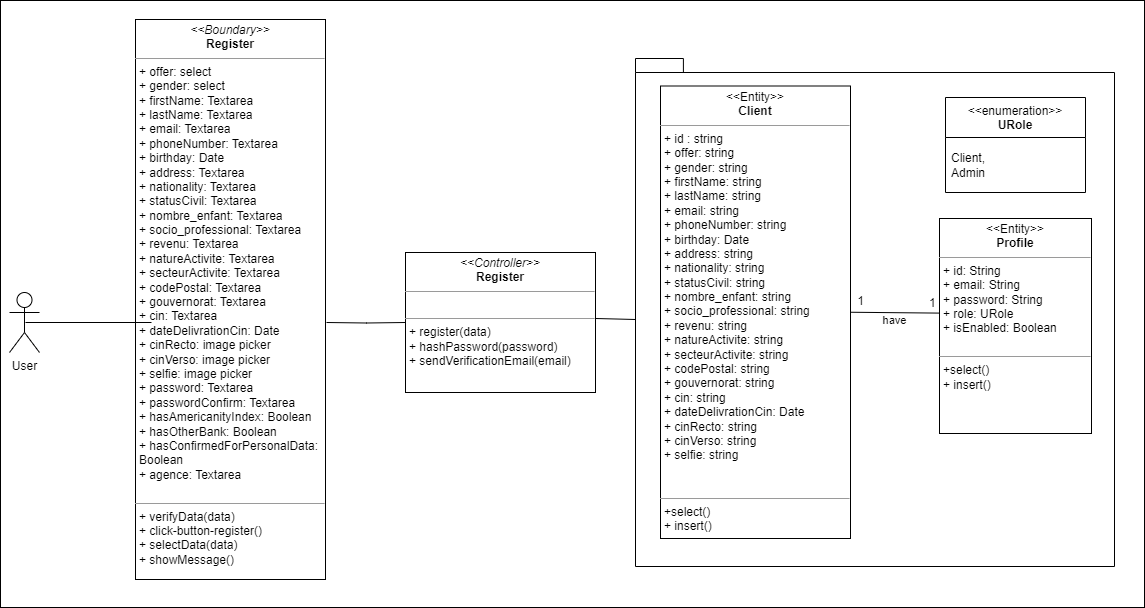 <<Boundary>>
Register
+ offer: select
+ gender: select
+ firstName: Textarea
+ lastName: Textarea
+ email: Textarea
+ phoneNumber: Textarea
+ birthday: Date
+ address: Textarea
+ nationality: Textarea
+ statusCivil: Textarea
+ nombre_enfant: Textarea
+ socio_professional: Textarea
+ revenu: Textarea
+ natureActivite: Textarea
+ secteurActivite: Textarea
+ codePostal: Textarea
+ gouvernorat: Textarea
+ cin: Textarea
+ dateDelivrationCin: Date
+ cinRecto: image picker
+ cinVerso: image picker
+ selfie: image picker
+ password: Textarea
+ passwordConfirm: Textarea
+ hasAmericanityIndex: Boolean
+ hasOtherBank: Boolean
+ hasConfirmedForPersonalData:
Boolean
+ agence: Textarea
+ verifyData(data)
+ click-button-register()
+ selectData(data)
+ showMessage()
User
<<Controller>>
Register
+ register(data)
+ hashPassword(password)
+ sendVerificationEmail(email)
<<Entity>>
Client
+ id : string
+ offer: string
+ gender: string
+ firstName: string
+ lastName: string
+ email: string
+ phoneNumber: string
+ birthday: Date
+ address: string
+ nationality: string
+ statusCivil: string
+ nombre_enfant: string
+ socio_professional: string
+ revenu: string
+ natureActivite: string
+ secteurActivite: string
+ codePostal: string
+ gouvernorat: string
+ cin: string
+ dateDelivrationCin: Date
+ cinRecto: string
+ cinVerso: string
+ selfie: string
+select()
+ insert()
1
have
1
<<enumeration>>
URole
Client,
Admin
<<Entity>>
Profile
+ id: String
+ email: String
+ password: String
+ role: URole
+ isEnabled: Boolean
+select()
+ insert()